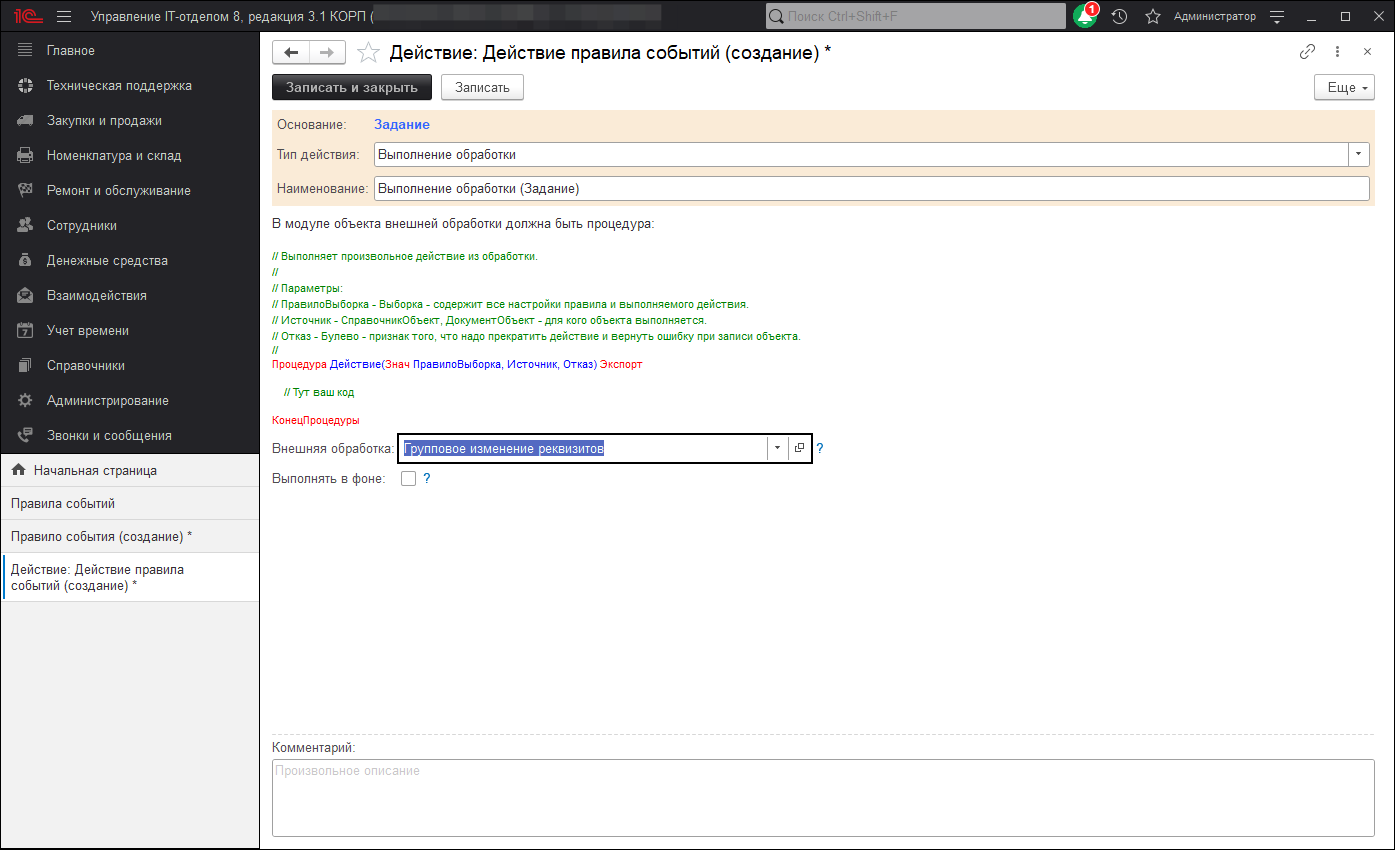 1С Управление IT-отделом 8, редакция 3.1 КОРП (
Поиск Ctrl+Shift+F
1
Администратор
Главное
Техническая поддержка
Закупки и продажи
Номенклатура и склад
Ремонт и обслуживание
Сотрудники
Денежные средства
Взаимодействия
7
Учет времени
Справочники
Администрирование
Звонки и сообщения
Начальная страница
Правила событий
Правило события (создание) *
Действие: Действие правила
событий (создание) *
Действие: Действие правила событий (создание) *
Записать и закрыть
Записать
Еще
Основание: Задание
Тип действия: Выполнение обработки
Наименование: Выполнение обработки (Задание)
В модуле объекта внешней обработки должна быть процедура:
// Выполняет произвольное действие из обработки.
//
// Параметры:
// ПравилоВыборка - Выборка - содержит все настройки правила и выполняемого действия.
// Источник - СправочникОбъект, ДокументОбъект - для кого объекта выполняется.
// Отказ - Булево - признак того, что надо прекратить действие и вернуть ошибку при записи объекта.
//
Процедура Действие(Знач ПравилоВыборка, Источник, Отказ) Экспорт
// Тут ваш код
КонецПроцедуры
Внешняя обработка: Групповое изменение реквизитов ?
Выполнять в фоне: ?
Комментарий:
Произвольное описание